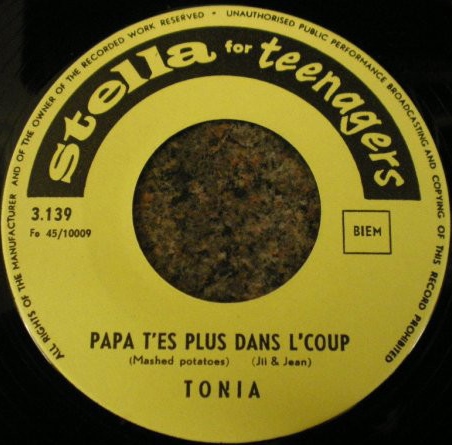 ALL RIGHTS OF THE MANUFACTURER AND OF THE OWNER OF THE RECORDED WORK RESERVED • UNAUTHORISED PUBLIC PERFORMANCE BROADCASTING AND COPYING OF THIS RECORD PROHIBITED
stella for teenagers
3.139
Fo 45/10009
BIEM
PAPA T'ES PLUS DANS L'COUP
(Mashed potatoes) (Jil & Jean)
TONIA